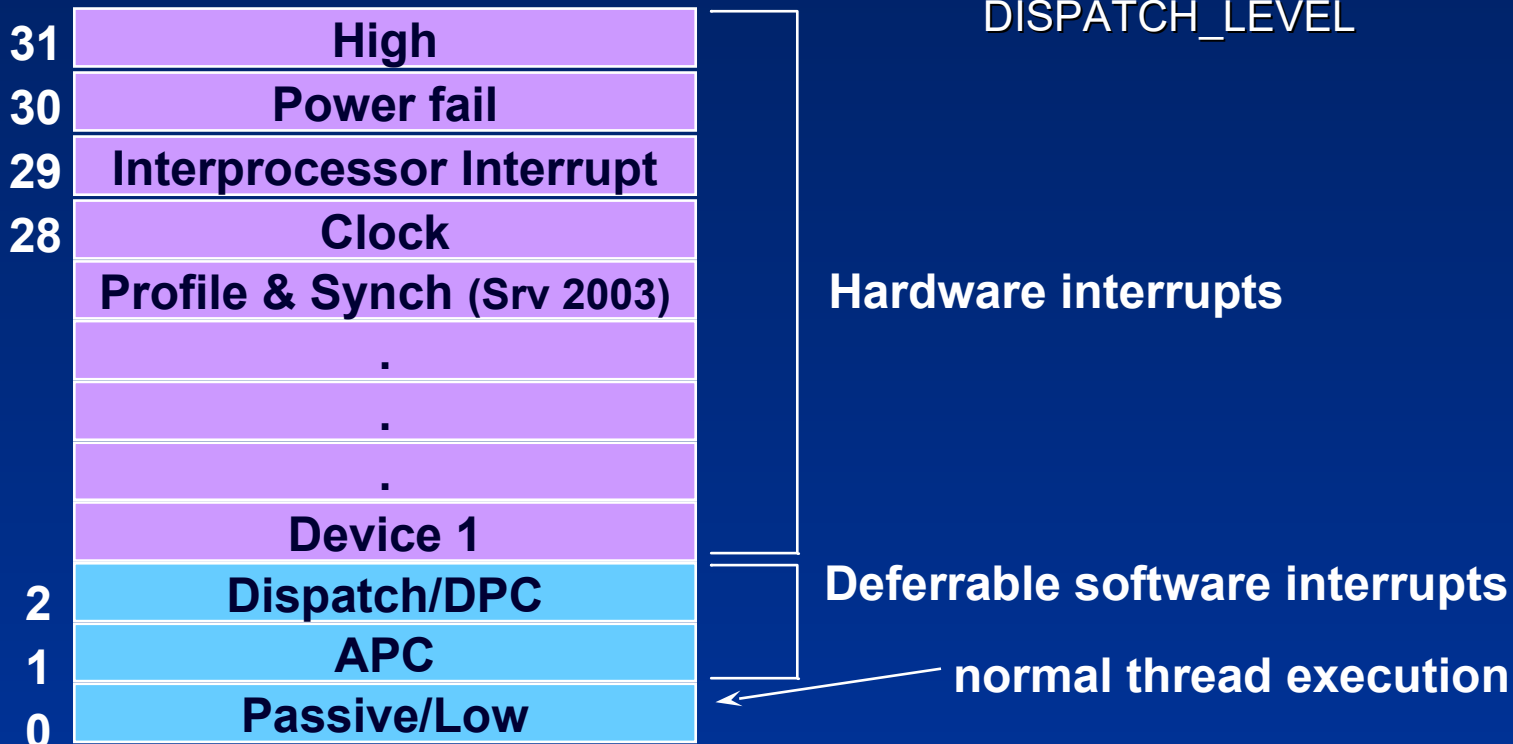 DISPATCH_LEVEL
31 High
30 Power fail
29 Interprocessor Interrupt
28 Clock
Profile & Synch (Srv 2003)
Hardware interrupts
.
.
.
Device 1
2 Dispatch/DPC
Deferrable software interrupts
1 APC
normal thread execution
0 Passive/Low